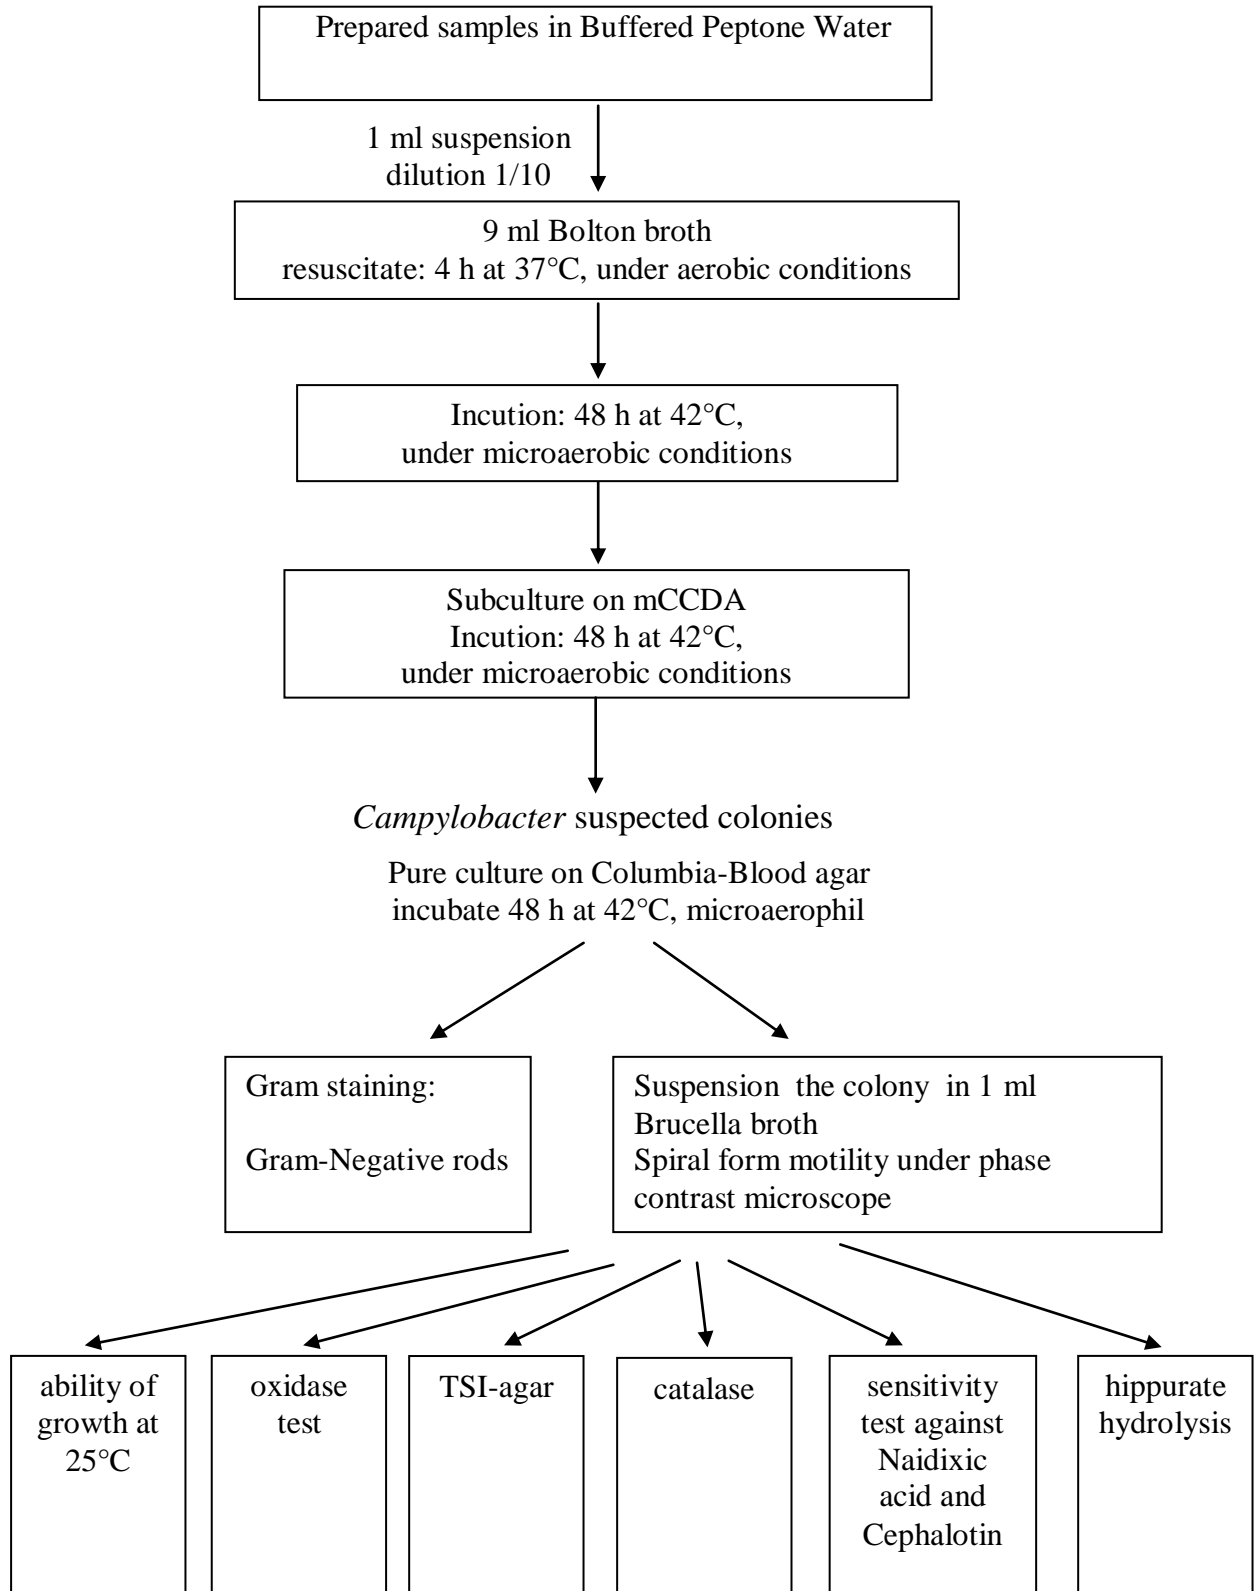 Prepared samples in Buffered Peptone Water
1 ml suspension
dilution 1/10
9 ml Bolton broth
resuscitate: 4 h at 37°C, under aerobic conditions
Incution: 48 h at 42°C,
under microaerobic conditions
Subculture on mCCDA
Incution: 48 h at 42°C,
under microaerobic conditions
Campylobacter suspected colonies
Pure culture on Columbia-Blood agar
incubate 48 h at 42°C, microaerophil
Gram staining:
Gram-Negative rods
Suspension the colony in 1 ml
Brucella broth
Spiral form motility under phase
contrast microscope
ability of
growth at
25°C
oxidase
test
TSI-agar
catalase
sensitivity
test against
Naidixic
acid and
Cephalotin
hippurate
hydrolysis